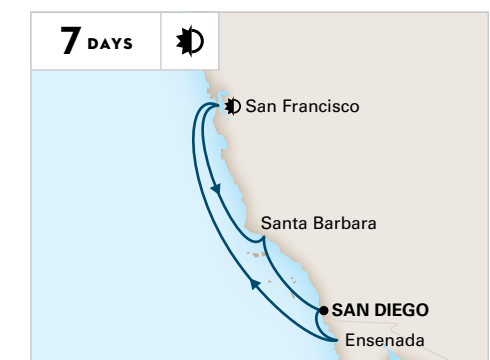 7 DAYS
San Francisco
Santa Barbara
SAN DIEGO
Ensenada